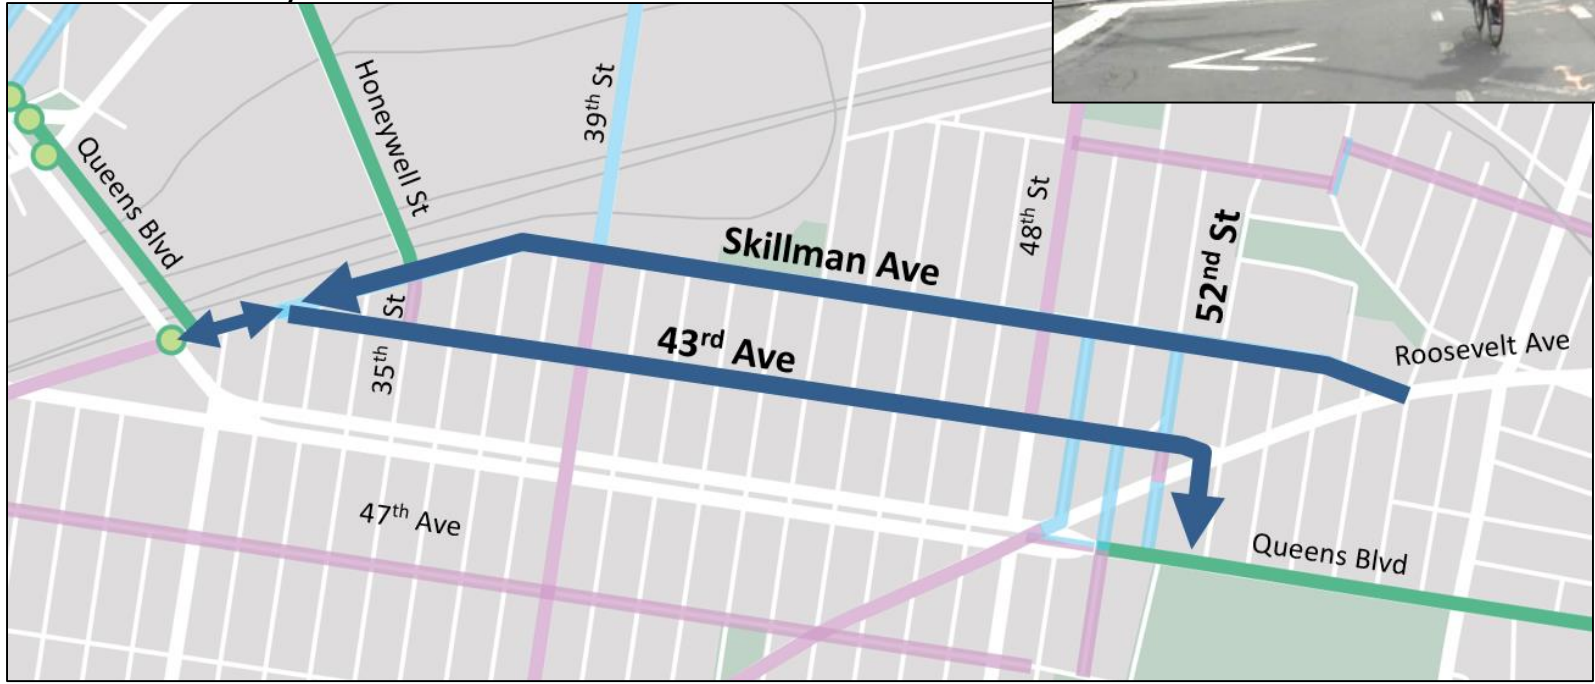 Honeywell St
39th St
Queens Blvd
Skillman Ave
48th St
52nd St
43rd Ave
35th St
Roosevelt Ave
47th Ave
Queens Blvd